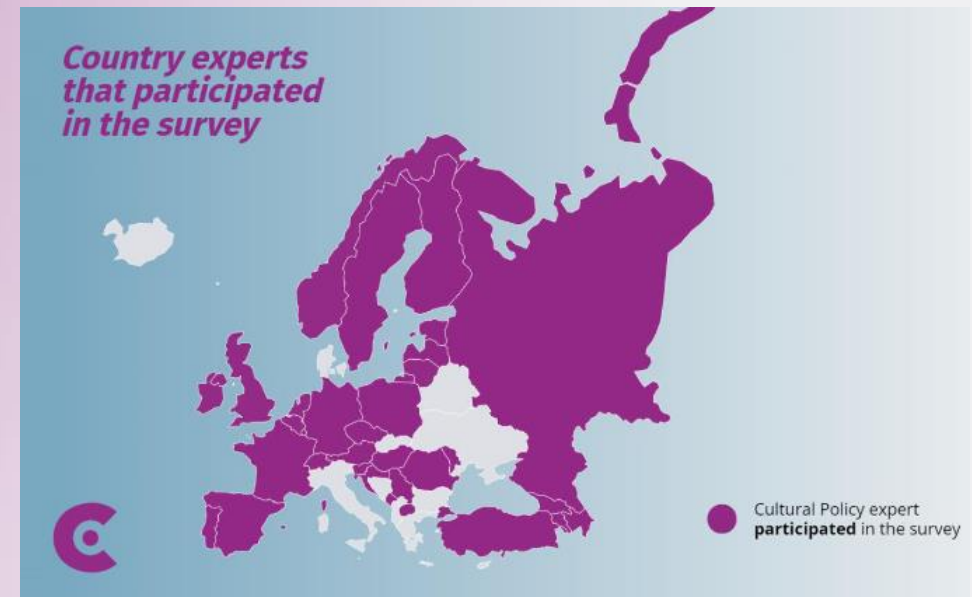 Country experts
that participated
in the survey
Cultural Policy expert
participated in the survey